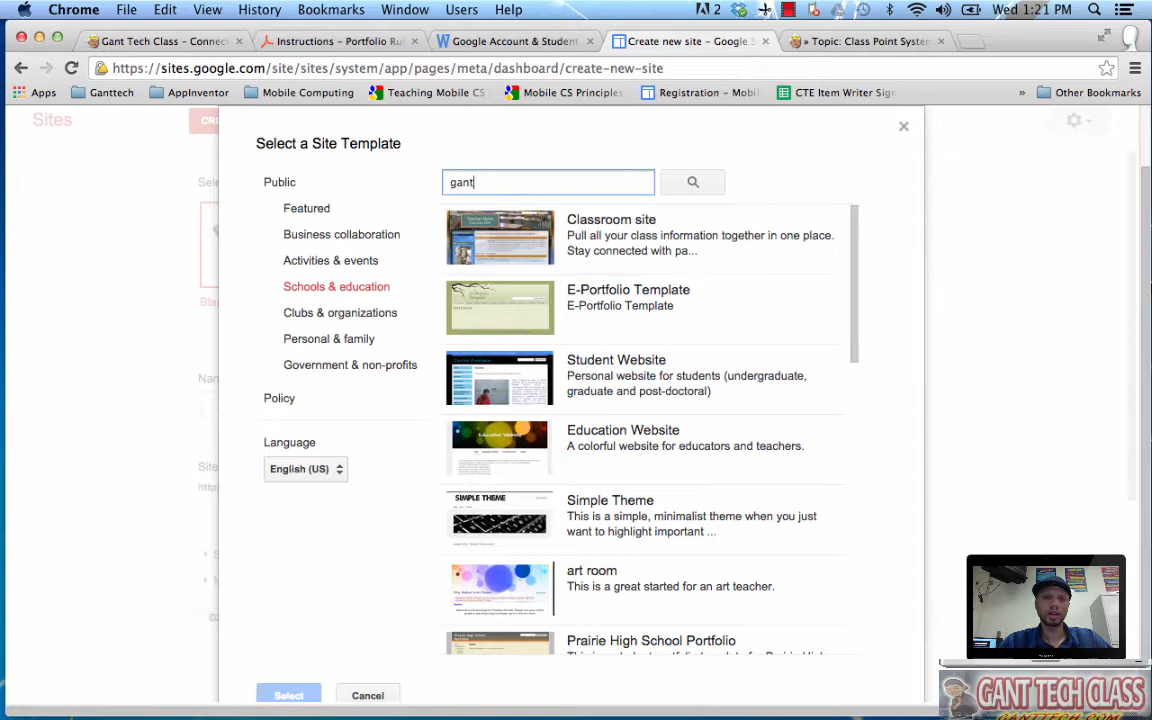 Chrome File Edit View History Bookmarks Window Users Help 2 Wed 1:21 PM
Gant Tech Class – Connec × Instructions – Portfolio Rul × Google Account & Student × Create new site – Google S × » Topic: Class Point System ×
https://sites.google.com/site/sites/system/app/pages/meta/dashboard/create-new-site
Apps Ganttech AppInventor Mobile Computing Teaching Mobile CS Mobile CS Principles Registration – Mobil CTE Item Writer Sign » Other Bookmarks
Sites
Select a Site Template
×
Public
gant
Featured
Business collaboration
Activities & events
Schools & education
Clubs & organizations
Personal & family
Government & non-profits
Policy
Language
English (US)
Classroom site
Pull all your class information together in one place.
Stay connected with pa...
E-Portfolio Template
E-Portfolio Template
Student Website
Personal website for students (undergraduate,
graduate and post-doctoral)
Education Website
A colorful website for educators and teachers.
SIMPLE THEME
Simple Theme
This is a simple, minimalist theme when you just
want to highlight important ...
art room
This is a great started for an art teacher.
Prairie High School Portfolio
Select Cancel
GANT TECH CLASS
GANTTECH.COM